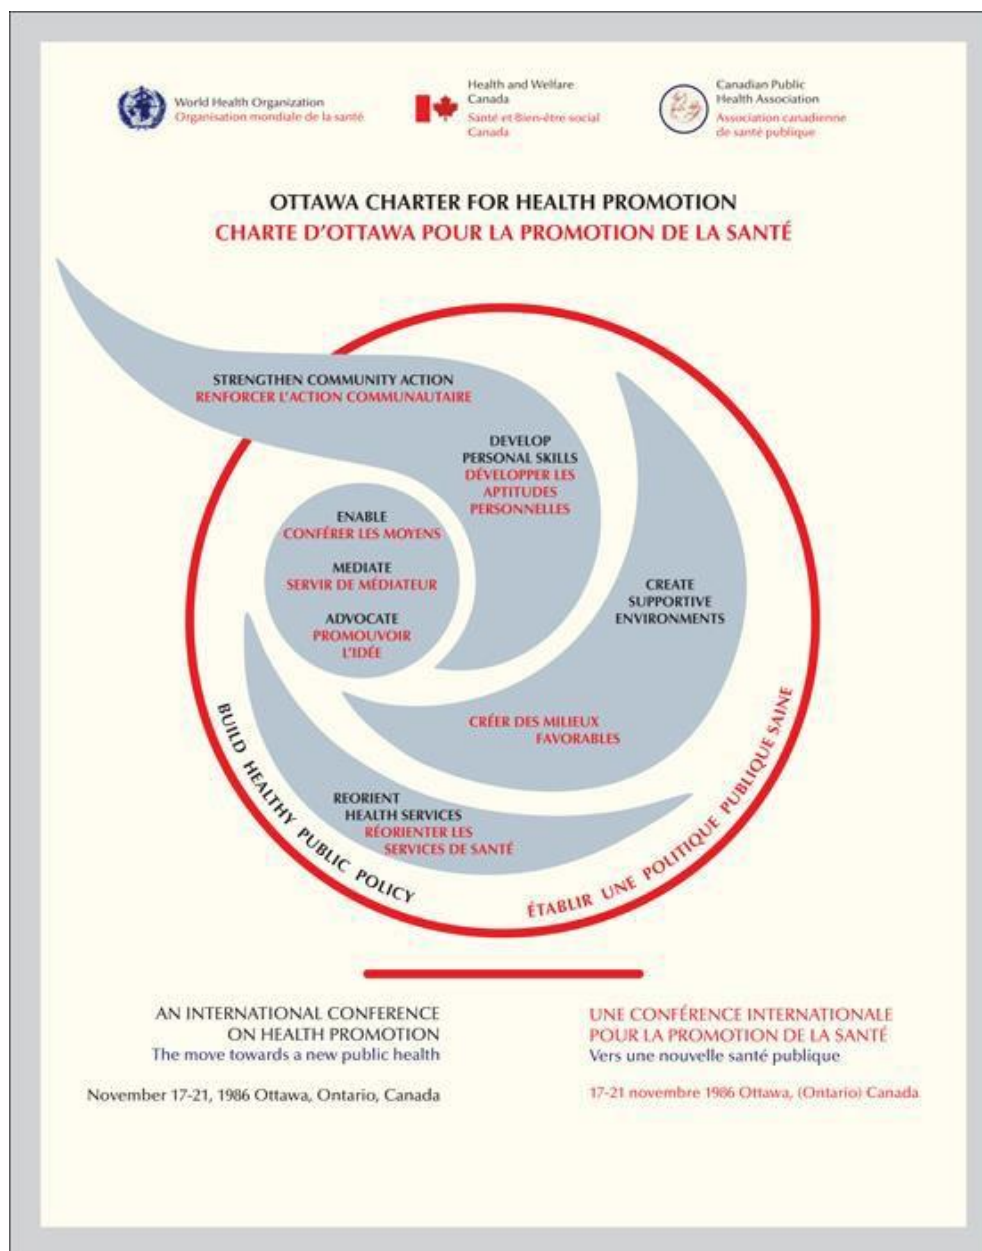 World Health Organization
Organisation mondiale de la santé
Health and Welfare
Canada
Santé et Bien-être social
Canada
Canadian Public
Health Association
Association canadienne
de santé publique
OTTAWA CHARTER FOR HEALTH PROMOTION
CHARTE D'OTTAWA POUR LA PROMOTION DE LA SANTÉ
STRENGTHEN COMMUNITY ACTION
RENFORCER L'ACTION COMMUNAUTAIRE
DEVELOP
PERSONAL SKILLS
DÉVELOPPER LES
APTITUDES
PERSONNELLES
ENABLE
CONFÉRER LES MOYENS
MEDIATE
SERVIR DE MÉDIATEUR
ADVOCATE
PROMOUVOIR
L'IDÉE
CREATE
SUPPORTIVE
ENVIRONMENTS
CRÉER DES MILIEUX
FAVORABLES
REORIENT
HEALTH SERVICES
RÉORIENTER LES
SERVICES DE SANTÉ
BUILD HEALTHY PUBLIC POLICY
ÉTABLIR UNE POLITIQUE PUBLIQUE SAINE
AN INTERNATIONAL CONFERENCE
ON HEALTH PROMOTION
The move towards a new public health
November 17-21, 1986 Ottawa, Ontario, Canada
UNE CONFÉRENCE INTERNATIONALE
POUR LA PROMOTION DE LA SANTÉ
Vers une nouvelle santé publique
17-21 novembre 1986 Ottawa, (Ontario) Canada